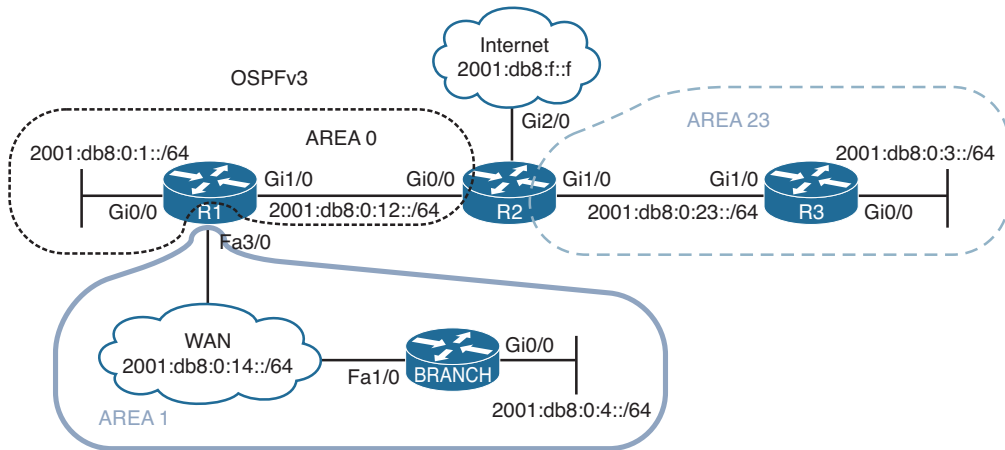 Internet
2001:db8:f::f
OSPFv3
Gi2/0
AREA 0
AREA 23
2001:db8:0:1::/64
2001:db8:0:3::/64
Gi1/0
Gi0/0
Gi1/0
Gi1/0
Gi0/0
R1
2001:db8:0:12::/64
R2
2001:db8:0:23::/64
R3
Gi0/0
Fa3/0
WAN
2001:db8:0:14::/64
Gi0/0
Fa1/0
BRANCH
AREA 1
2001:db8:0:4::/64